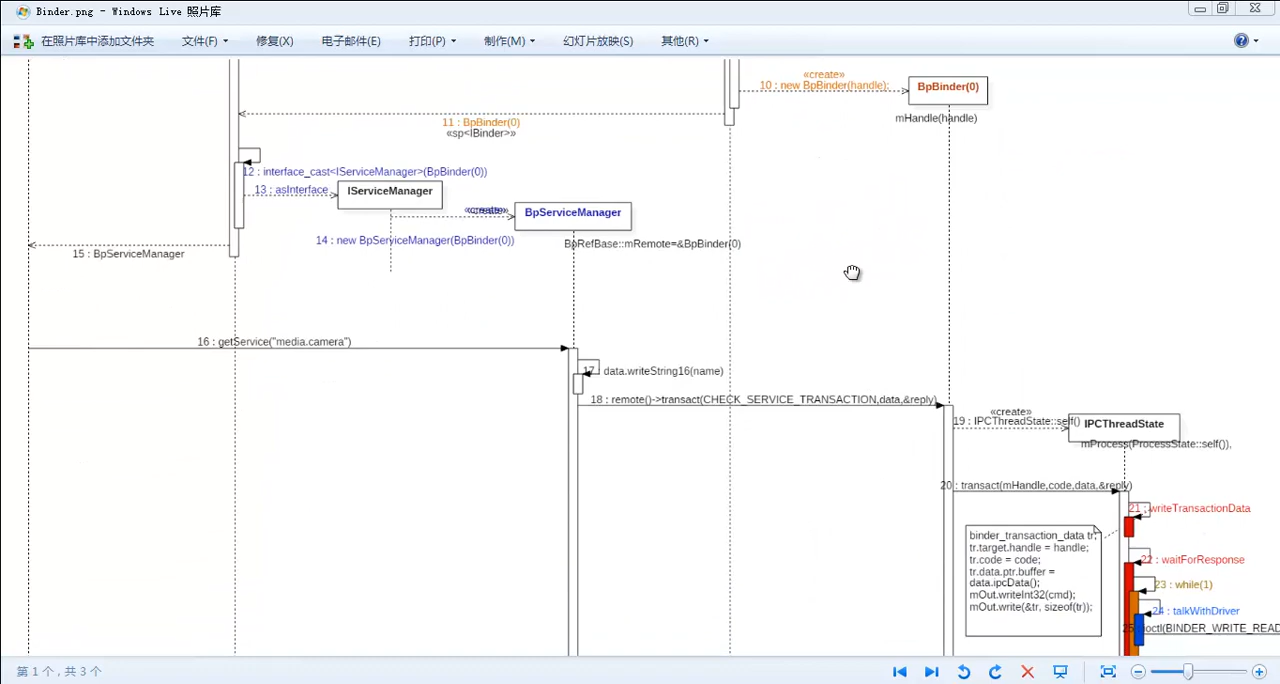 Binder.png - Windows Live 照片库
在照片库中添加文件夹 文件(F) 修复(X) 电子邮件(E) 打印(P) 制作(M) 幻灯片放映(S) 其他(R)
«create»
10 : new BpBinder(handle);
BpBinder(0)
mHandle(handle)
11 : BpBinder(0)
«sp<IBinder>»
12 : interface_cast<IServiceManager>(BpBinder(0))
13 : asInterface
IServiceManager
«create»
BpServiceManager
14 : new BpServiceManager(BpBinder(0))
BpRefBase::mRemote=&BpBinder(0)
15 : BpServiceManager
16 : getService("media.camera")
17 : data.writeString16(name)
18 : remote()->transact(CHECK_SERVICE_TRANSACTION,data,&reply)
«create»
19 : IPCThreadState::self()
IPCThreadState
mProcess(ProcessState::self()),
20 : transact(mHandle,code,data,&reply)
21 : writeTransactionData
binder_transaction_data tr;
tr.target.handle = handle;
tr.code = code;
tr.data.ptr.buffer =
data.ipcData();
mOut.writeInt32(cmd);
mOut.write(&tr, sizeof(tr));
22 : waitForResponse
23 : while(1)
24 : talkWithDriver
25 : ioctl(BINDER_WRITE_READ
第 1 个，共 3 个